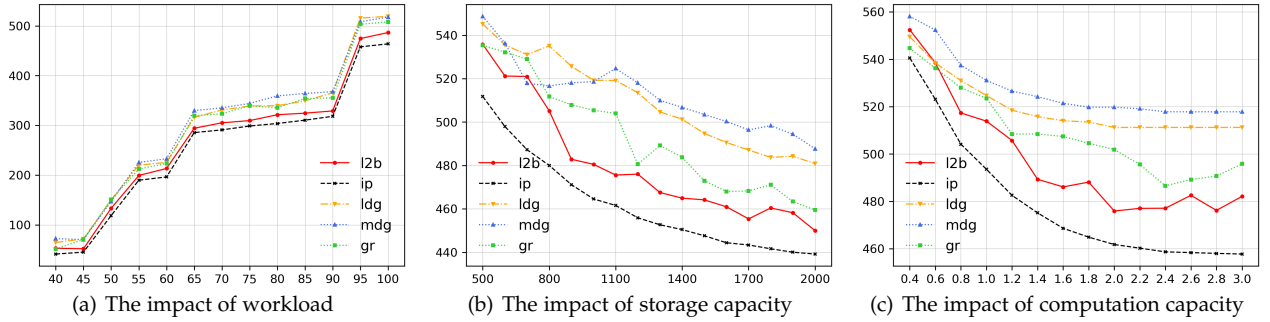 500
400
300
200
100
40 45 50 55 60 65 70 75 80 85 90 95 100
l2b
ip
ldg
mdg
gr
(a) The impact of workload
540
520
500
480
460
440
500 800 1100 1400 1700 2000
l2b
ip
ldg
mdg
gr
(b) The impact of storage capacity
560
540
520
500
480
460
0.4 0.6 0.8 1.0 1.2 1.4 1.6 1.8 2.0 2.2 2.4 2.6 2.8 3.0
l2b
ip
ldg
mdg
gr
(c) The impact of computation capacity